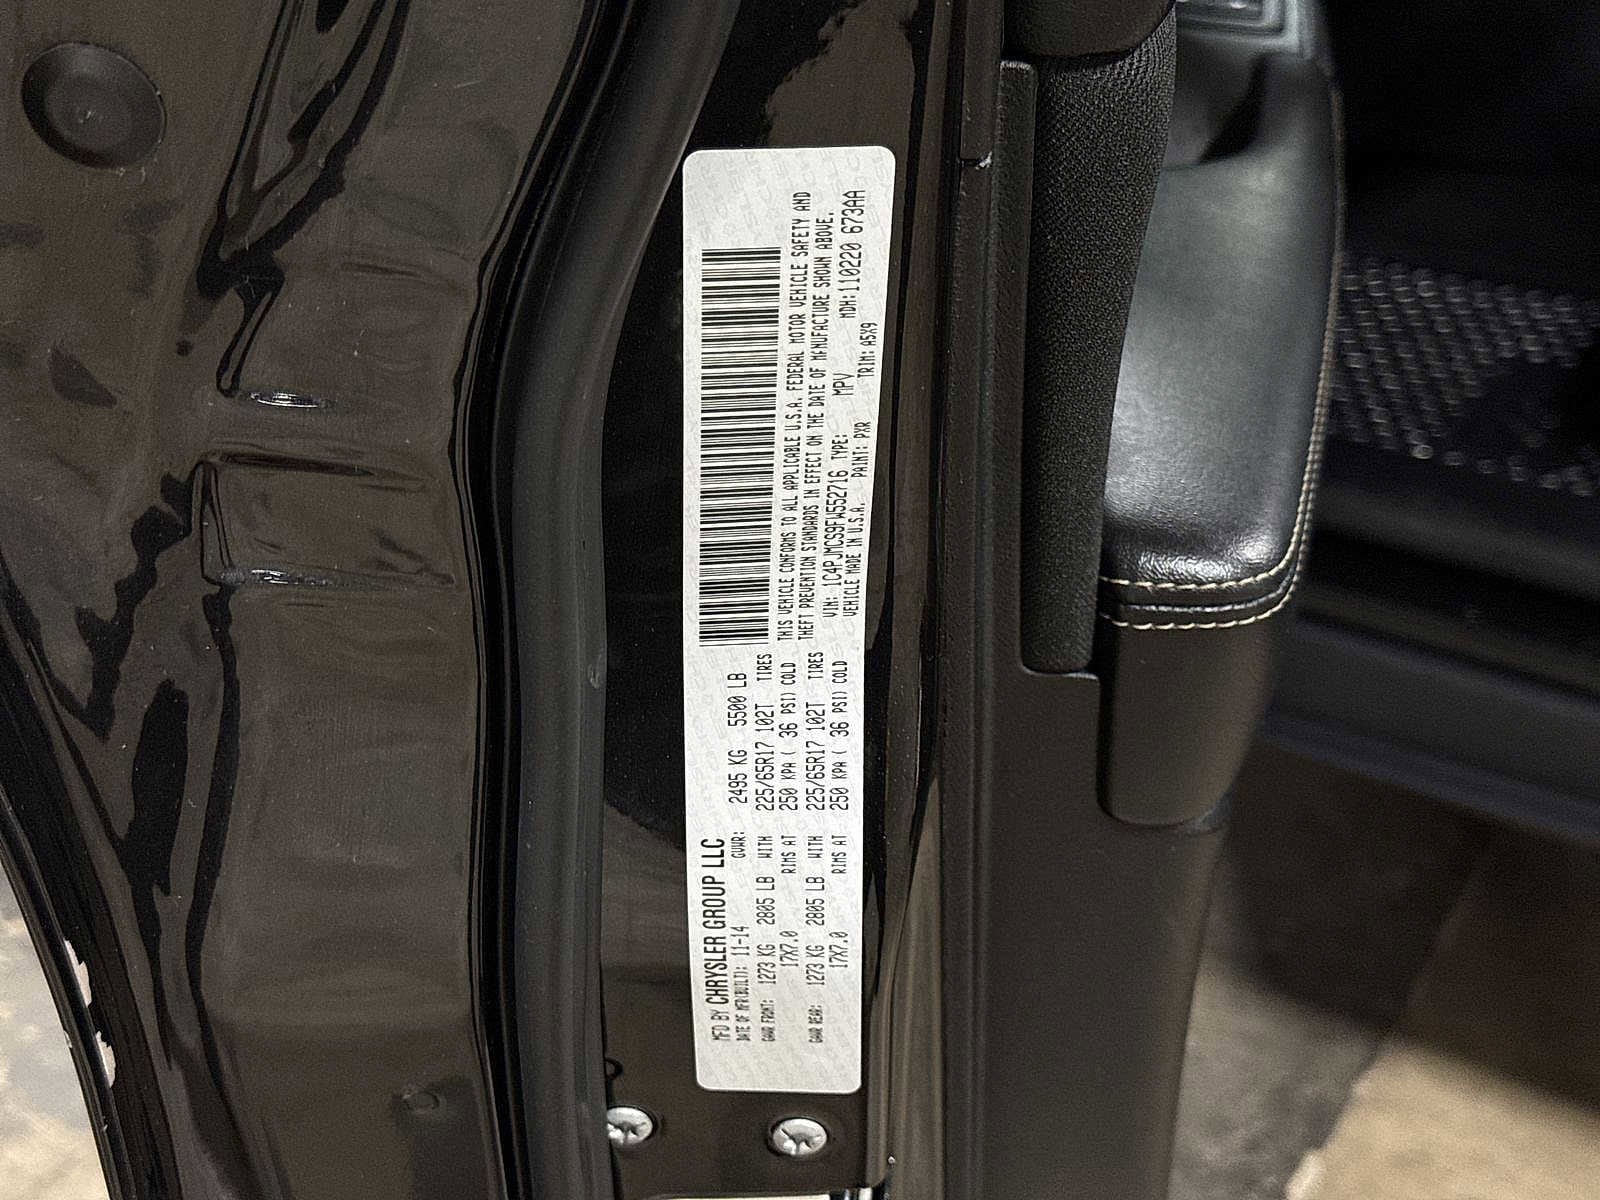 MFD BY CHRYSLER GROUP LLC
DATE OF MFR(BUILT): 11-14 GVWR: 2495 KG 5500 LB
GAWR FRONT: 1273 KG 2805 LB WITH 225/65R17 102T TIRES
17X7.0 RIMS AT 250 KPA ( 36 PSI) COLD
GAWR REAR: 1273 KG 2805 LB WITH 225/65R17 102T TIRES
17X7.0 RIMS AT 250 KPA ( 36 PSI) COLD
THIS VEHICLE CONFORMS TO ALL APPLICABLE U.S.A. FEDERAL MOTOR VEHICLE SAFETY AND
THEFT PREVENTION STANDARDS IN EFFECT ON THE DATE OF MFNUFACTURE SHOWN ABOVE.
VIN: 1C4PJMCS9FW552716 TYPE: MPV MDH: 110220 673AA
VEHICLE MADE IN U.S.A. PAINT: PXR TRIM: A5X9